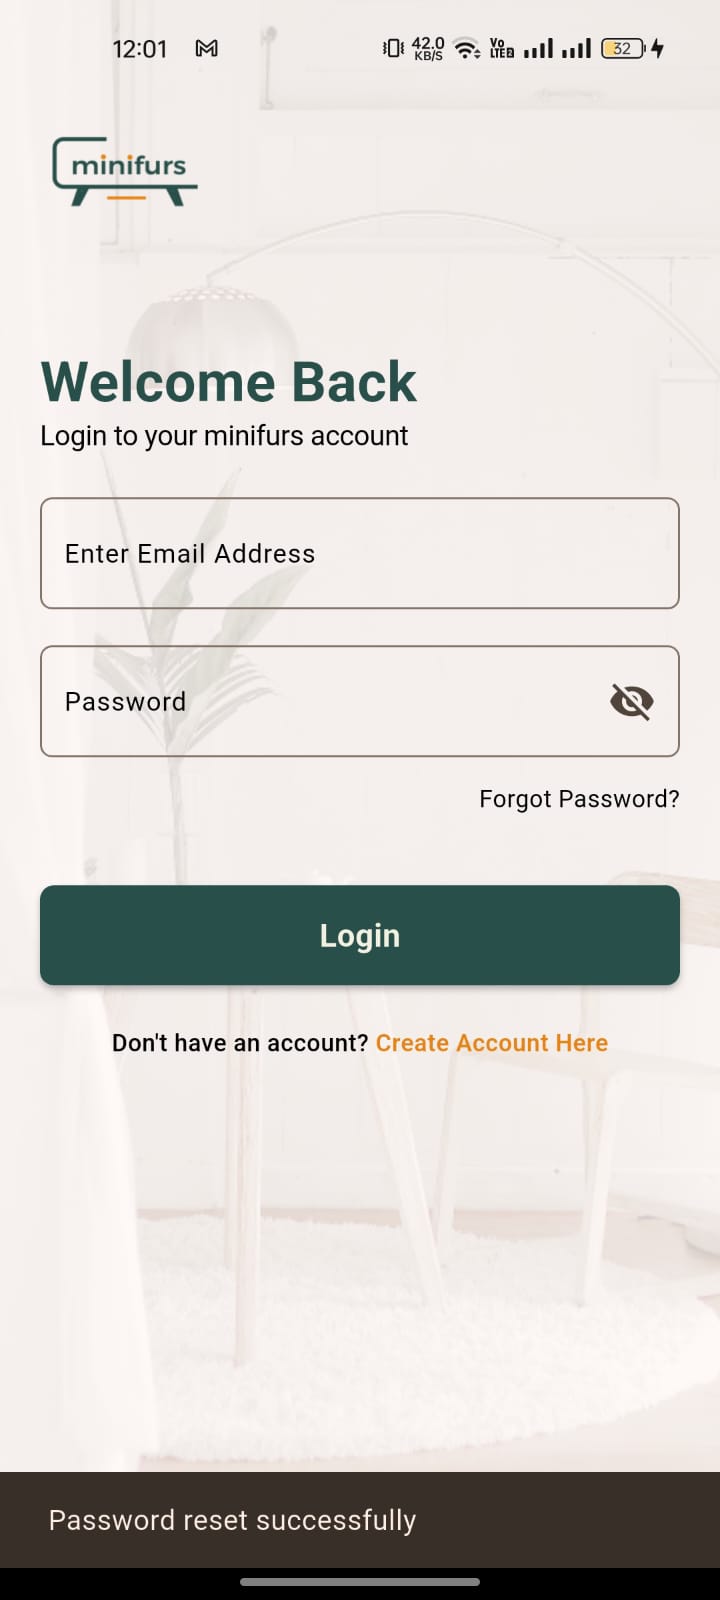 12:01
42.0
KB/S
Vo
LTE 2
32
minifurs
Welcome Back
Login to your minifurs account
Enter Email Address
Password
Forgot Password?
Login
Don't have an account? Create Account Here
Password reset successfully